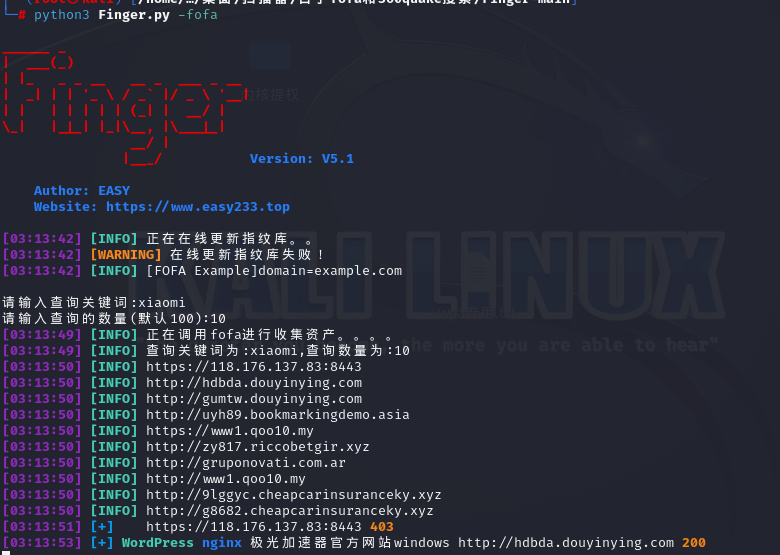 └─# python3 Finger.py -fofa
Finger
Version: V5.1
Author: EASY
Website: https://www.easy233.top
[03:13:42] [INFO] 正在在线更新指纹库。。
[03:13:42] [WARNING] 在线更新指纹库失败!
[03:13:42] [INFO] [FOFA Example]domain=example.com
请输入查询关键词:xiaomi
请输入查询的数量(默认100):10
[03:13:49] [INFO] 正在调用fofa进行收集资产。。。。
[03:13:49] [INFO] 查询关键词为:xiaomi,查询数量为:10
[03:13:50] [INFO] https://118.176.137.83:8443
[03:13:50] [INFO] http://hdbda.douyinying.com
[03:13:50] [INFO] http://gumtw.douyinying.com
[03:13:50] [INFO] http://uyh89.bookmarkingdemo.asia
[03:13:50] [INFO] https://www1.qoo10.my
[03:13:50] [INFO] http://zy817.riccobetgir.xyz
[03:13:50] [INFO] http://gruponovati.com.ar
[03:13:50] [INFO] http://www1.qoo10.my
[03:13:50] [INFO] http://9lggyc.cheapcarinsuranceky.xyz
[03:13:50] [INFO] http://g8682.cheapcarinsuranceky.xyz
[03:13:51] [+] https://118.176.137.83:8443 403
[03:13:53] [+] WordPress nginx 极光加速器官方网站windows http://hdbda.douyinying.com 200
KALI LINUX
the more you are able to hear"